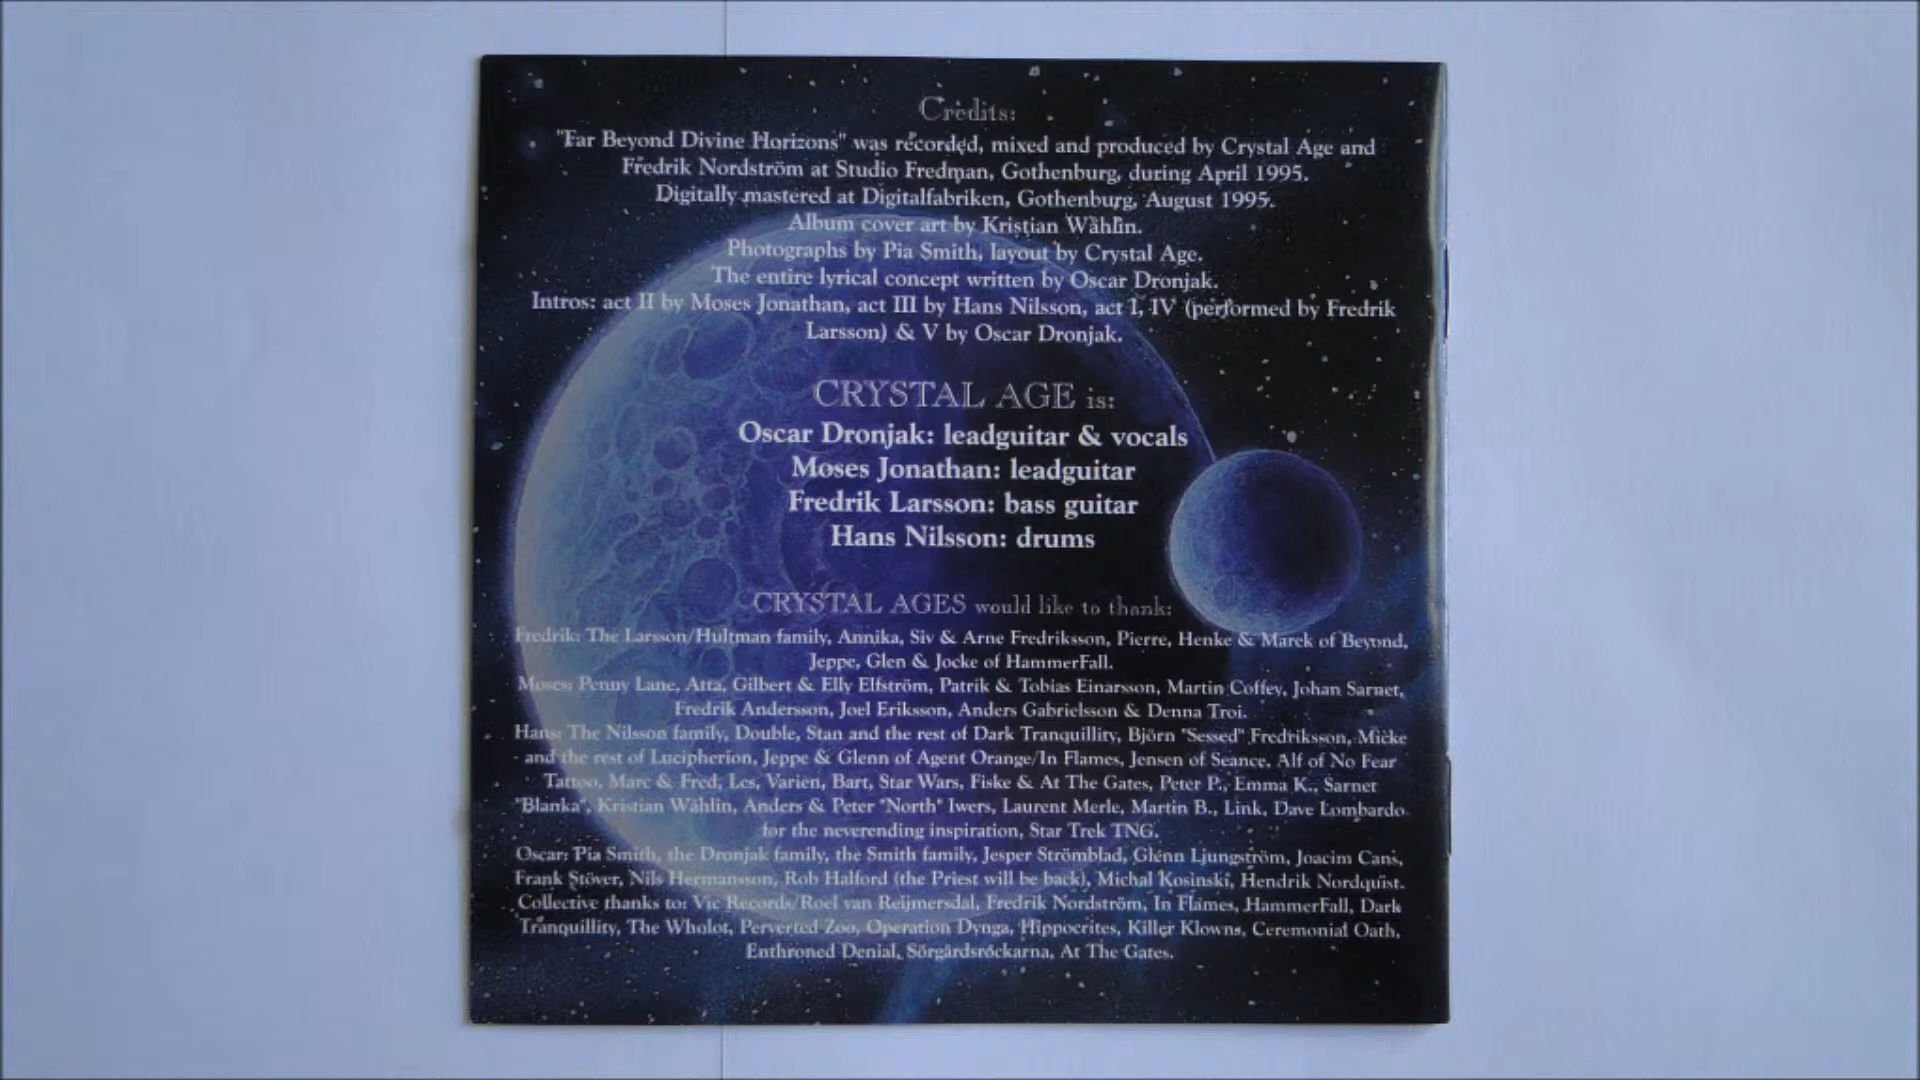 Credits:
"Far Beyond Divine Horizons" was recorded, mixed and produced by Crystal Age and
Fredrik Nordström at Studio Fredman, Gothenburg, during April 1995.
Digitally mastered at Digitalfabriken, Gothenburg, August 1995.
Album cover art by Kristian Wåhlin.
Photographs by Pia Smith, layout by Crystal Age.
The entire lyrical concept written by Oscar Dronjak.
Intros: act II by Moses Jonathan, act III by Hans Nilsson, act I, IV (performed by Fredrik
Larsson) & V by Oscar Dronjak.
CRYSTAL AGE is:
Oscar Dronjak: leadguitar & vocals
Moses Jonathan: leadguitar
Fredrik Larsson: bass guitar
Hans Nilsson: drums
CRYSTAL AGES would like to thank:
Fredrik: The Larsson/Hultman family, Annika, Siv & Arne Fredriksson, Pierre, Henke & Marek of Beyond,
Jeppe, Glen & Jocke of HammerFall.
Moses: Penny Lane, Atta, Gilbert & Elly Elfström, Patrik & Tobias Einarsson, Martin Coffey, Johan Sarnet,
Fredrik Andersson, Joel Eriksson, Anders Gabrielsson & Denna Troi.
Hans: The Nilsson family, Double, Stan and the rest of Dark Tranquillity, Björn "Sessed" Fredriksson, Micke
and the rest of Lucipherion, Jeppe & Glenn of Agent Orange/In Flames, Jensen of Seance, Alf of No Fear
Tattoo, Marc & Fred, Les, Varien, Bart, Star Wars, Fiske & At The Gates, Peter P., Emma K., Sarnet
"Blanka", Kristian Wåhlin, Anders & Peter "North" Iwers, Laurent Merle, Martin B., Link, Dave Lombardo
for the neverending inspiration, Star Trek TNG.
Oscar: Pia Smith, the Dronjak family, the Smith family, Jesper Strömblad, Glenn Ljungström, Joacim Cans,
Frank Stöver, Nils Hermansson, Rob Halford (the Priest will be back), Michal Kosinski, Hendrik Nordquist.
Collective thanks to: Vic Records/Roel van Reijmersdal, Fredrik Nordström, In Flames, HammerFall, Dark
Tranquillity, The Wholot, Perverted Zoo, Operation Dynga, Hippocrites, Killer Klowns, Ceremonial Oath,
Enthroned Denial, Sörgårdsrockarna, At The Gates.